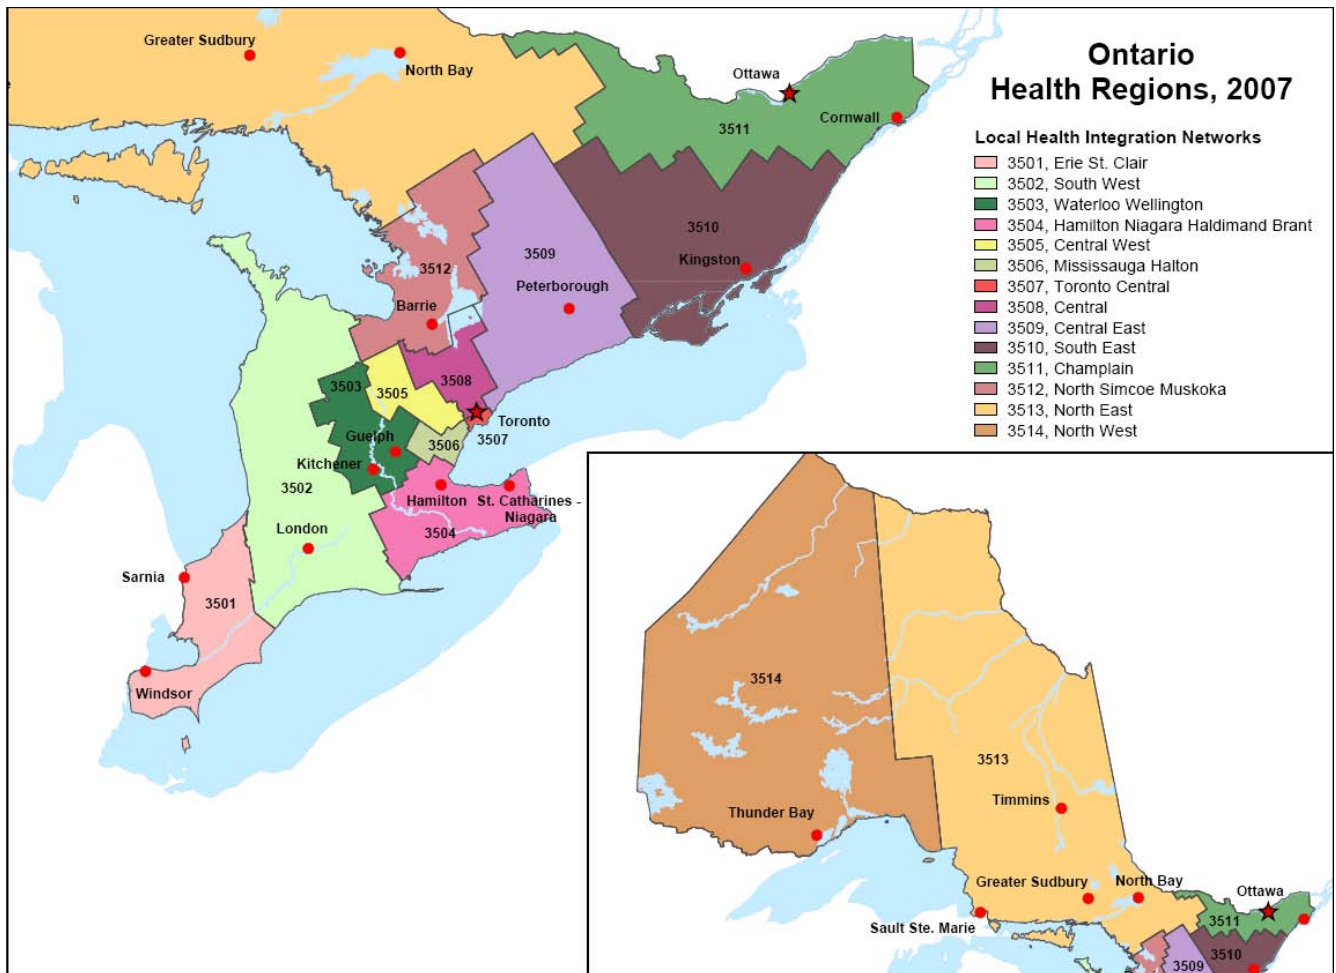 Ontario
Health Regions, 2007
Local Health Integration Networks
3501, Erie St. Clair
3502, South West
3503, Waterloo Wellington
3504, Hamilton Niagara Haldimand Brant
3505, Central West
3506, Mississauga Halton
3507, Toronto Central
3508, Central
3509, Central East
3510, South East
3511, Champlain
3512, North Simcoe Muskoka
3513, North East
3514, North West
Greater Sudbury
North Bay
Ottawa
Cornwall
3511
3510
Kingston
3509
Peterborough
3512
Barrie
3508
3503
3505
Toronto
3507
Guelph
3506
Kitchener
3502
Hamilton
St. Catharines -
Niagara
3504
London
Sarnia
3501
Windsor
3514
3513
Timmins
Thunder Bay
Greater Sudbury
North Bay
Ottawa
Sault Ste. Marie
3511
3510
3509